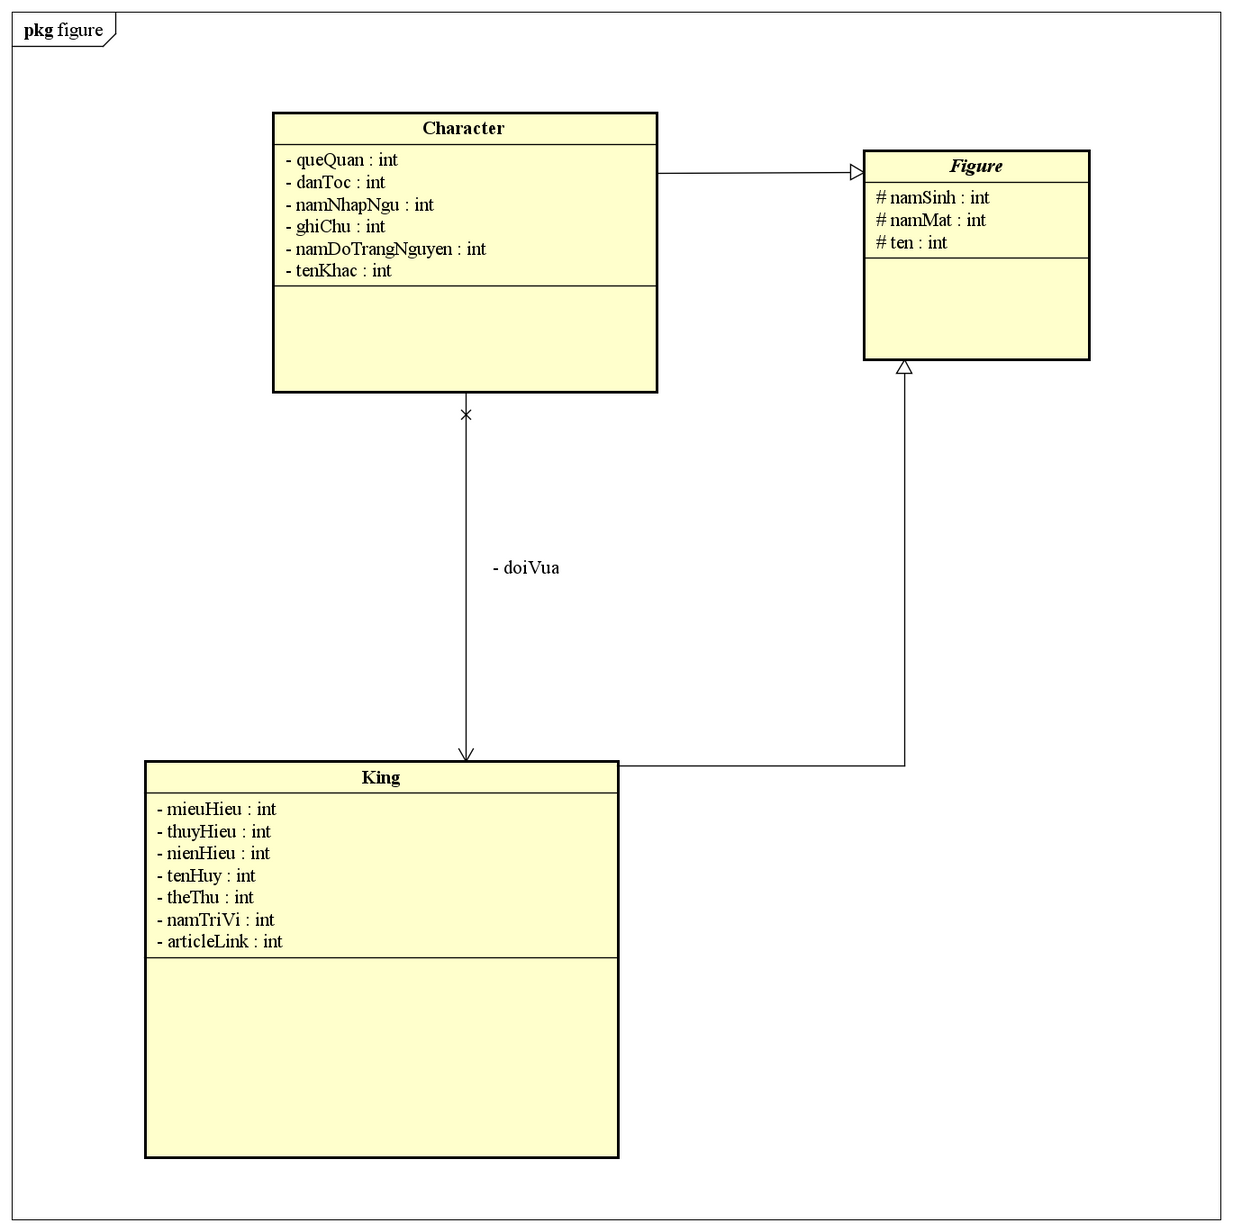 pkg figure
Character
- queQuan : int
- danToc : int
- namNhapNgu : int
- ghiChu : int
- namDoTrangNguyen : int
- tenKhac : int
Figure
# namSinh : int
# namMat : int
# ten : int
- doiVua
King
- mieuHieu : int
- thuyHieu : int
- nienHieu : int
- tenHuy : int
- theThu : int
- namTriVi : int
- articleLink : int